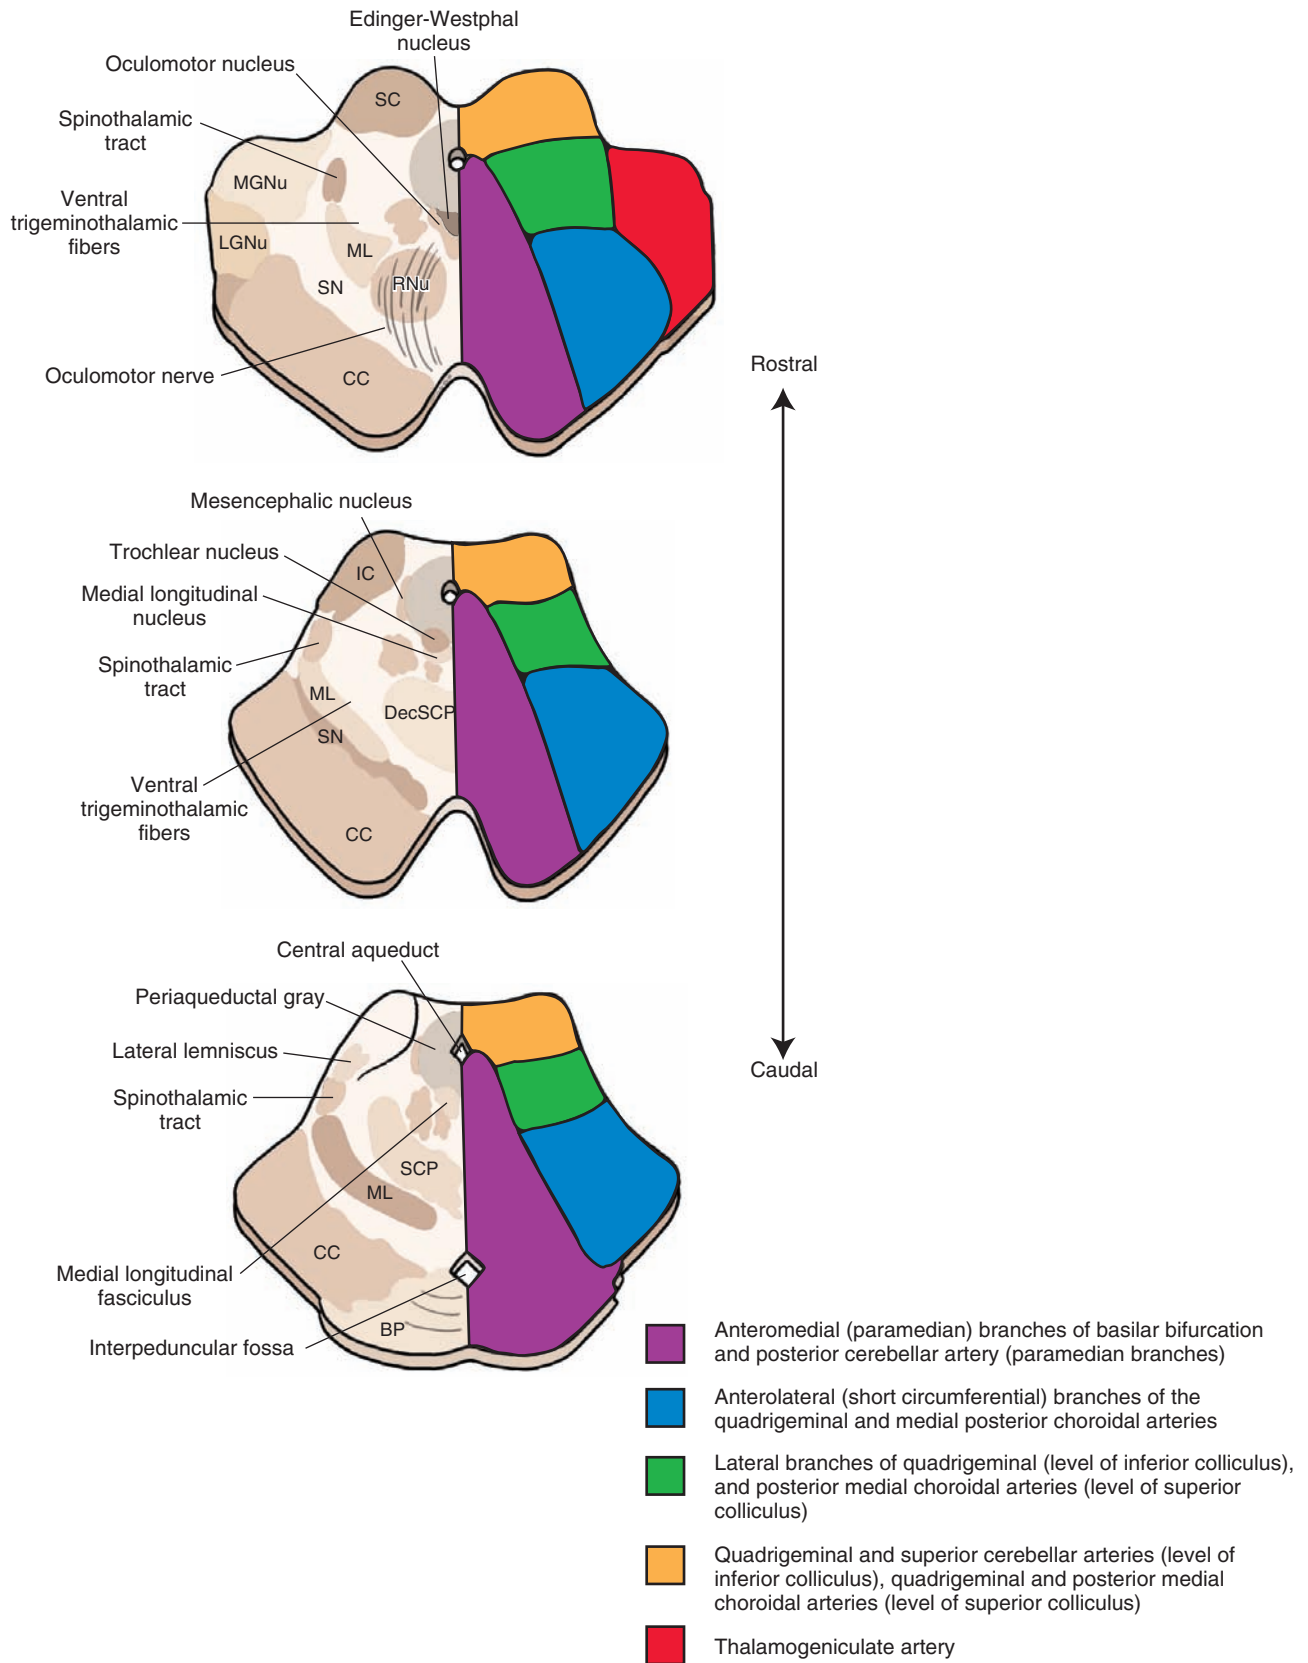 Edinger-Westphal
nucleus
Oculomotor nucleus
SC
Spinothalamic
tract
MGNu
Ventral
trigeminothalamic
fibers
LGNu
ML
SN
RNu
Oculomotor nerve
CC
Rostral
Mesencephalic nucleus
Trochlear nucleus
IC
Medial longitudinal
nucleus
Spinothalamic
tract
ML
DecSCP
SN
Ventral
trigeminothalamic
fibers
CC
Central aqueduct
Periaqueductal gray
Lateral lemniscus
Caudal
Spinothalamic
tract
SCP
ML
CC
Medial longitudinal
fasciculus
BP
Interpeduncular fossa
Anteromedial (paramedian) branches of basilar bifurcation
and posterior cerebellar artery (paramedian branches)
Anterolateral (short circumferential) branches of the
quadrigeminal and medial posterior choroidal arteries
Lateral branches of quadrigeminal (level of inferior colliculus),
and posterior medial choroidal arteries (level of superior
colliculus)
Quadrigeminal and superior cerebellar arteries (level of
inferior colliculus), quadrigeminal and posterior medial
choroidal arteries (level of superior colliculus)
Thalamogeniculate artery